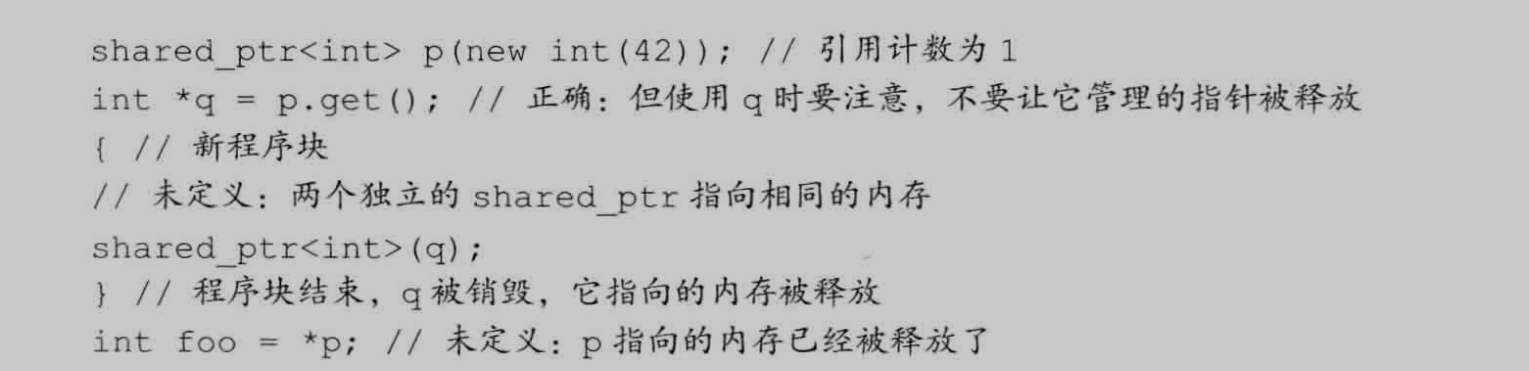 shared_ptr<int> p(new int(42)); // 引用计数为 1
int *q = p.get(); // 正确：但使用 q 时要注意，不要让它管理的指针被释放
{ // 新程序块
// 未定义：两个独立的 shared_ptr 指向相同的内存
shared_ptr<int>(q);
} // 程序块结束，q 被销毁，它指向的内存被释放
int foo = *p; // 未定义：p 指向的内存已经被释放了